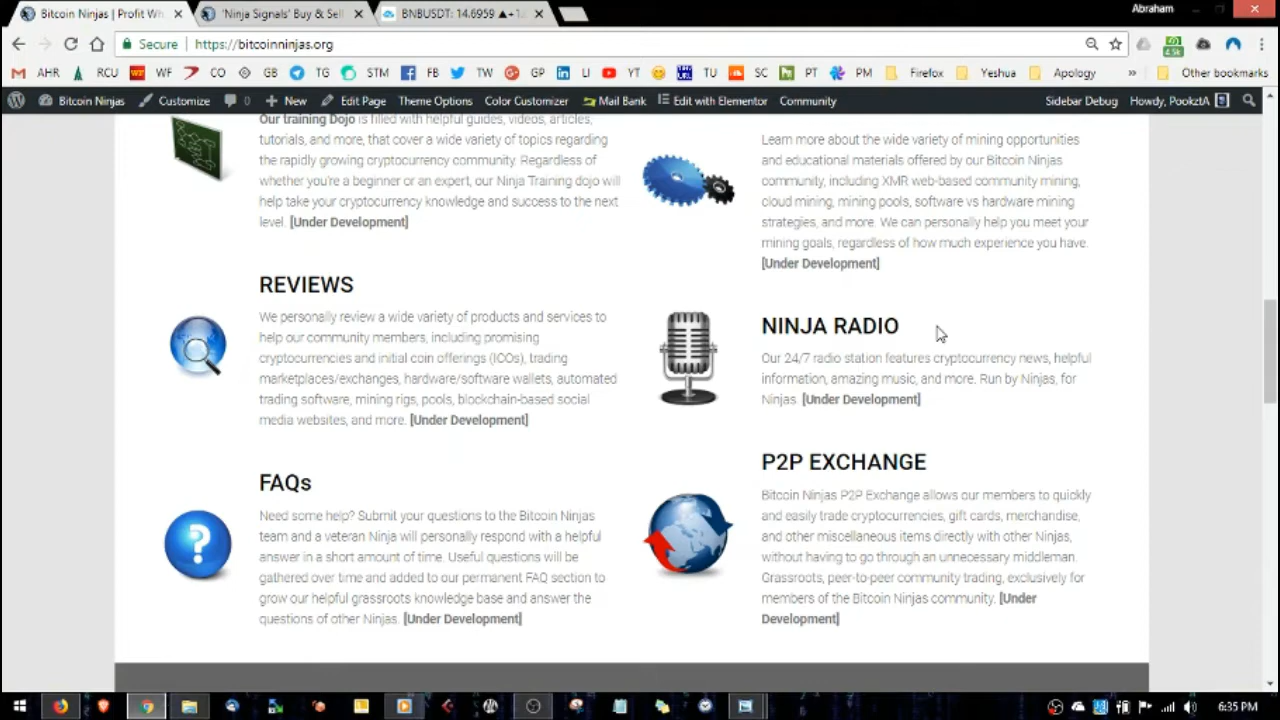 Bitcoin Ninjas | Profit Wh
'Ninja Signals' Buy & Sell
BNBUSDT: 14.6959 ▲+1
Abraham
Secure
https://bitcoinninjas.org
AHR
RCU
WF
CO
GB
TG
STM
FB
TW
GP
LI
YT
TU
SC
PT
PM
Firefox
Yeshua
Apology
»
Other bookmarks
Bitcoin Ninjas
Customize
0
New
Edit Page
Theme Options
Color Customizer
Mail Bank
Edit with Elementor
Community
Sidebar Debug
Howdy, PookztA
Our training Dojo is filled with helpful guides, videos, articles,
tutorials, and more, that cover a wide variety of topics regarding
the rapidly growing cryptocurrency community. Regardless of
whether you're a beginner or an expert, our Ninja Training dojo will
help take your cryptocurrency knowledge and success to the next
level. [Under Development]
Learn more about the wide variety of mining opportunities
and educational materials offered by our Bitcoin Ninjas
community, including XMR web-based community mining,
cloud mining, mining pools, software vs hardware mining
strategies, and more. We can personally help you meet your
mining goals, regardless of how much experience you have.
[Under Development]
REVIEWS
We personally review a wide variety of products and services to
help our community members, including promising
cryptocurrencies and initial coin offerings (ICOs), trading
marketplaces/exchanges, hardware/software wallets, automated
trading software, mining rigs, pools, blockchain-based social
media websites, and more. [Under Development]
NINJA RADIO
Our 24/7 radio station features cryptocurrency news, helpful
information, amazing music, and more. Run by Ninjas, for
Ninjas. [Under Development]
FAQs
Need some help? Submit your questions to the Bitcoin Ninjas
team and a veteran Ninja will personally respond with a helpful
answer in a short amount of time. Useful questions will be
gathered over time and added to our permanent FAQ section to
grow our helpful grassroots knowledge base and answer the
questions of other Ninjas. [Under Development]
P2P EXCHANGE
Bitcoin Ninjas P2P Exchange allows our members to quickly
and easily trade cryptocurrencies, gift cards, merchandise,
and other miscellaneous items directly with other Ninjas,
without having to go through an unnecessary middleman.
Grassroots, peer-to-peer community trading, exclusively for
members of the Bitcoin Ninjas community. [Under
Development]
6:35 PM